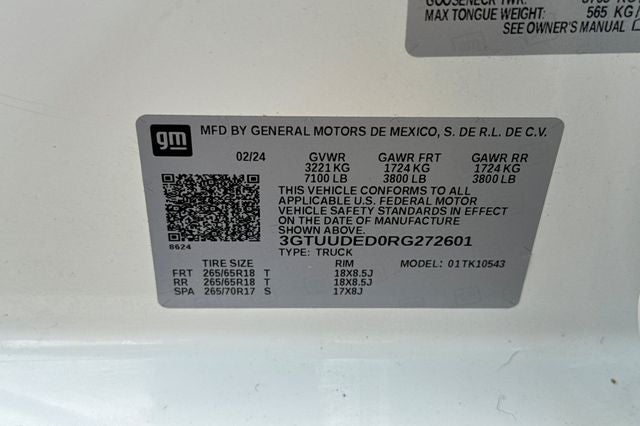 MAX TONGUE WEIGHT: 565 KG
SEE OWNER'S MANUAL
gm
MFD BY GENERAL MOTORS DE MEXICO, S. DE R.L. DE C.V.
02/24 GVWR GAWR FRT GAWR RR
3221 KG 1724 KG 1724 KG
7100 LB 3800 LB 3800 LB
THIS VEHICLE CONFORMS TO ALL
APPLICABLE U.S. FEDERAL MOTOR
VEHICLE SAFETY STANDARDS IN EFFECT
ON THE DATE OF MANUFACTURE
SHOWN ABOVE.
8624
3GTUUDED0RG272601
TYPE: TRUCK MODEL: 01TK10543
TIRE SIZE RIM
FRT 265/65R18 T 18X8.5J
RR 265/65R18 T 18X8.5J
SPA 265/70R17 S 17X8J